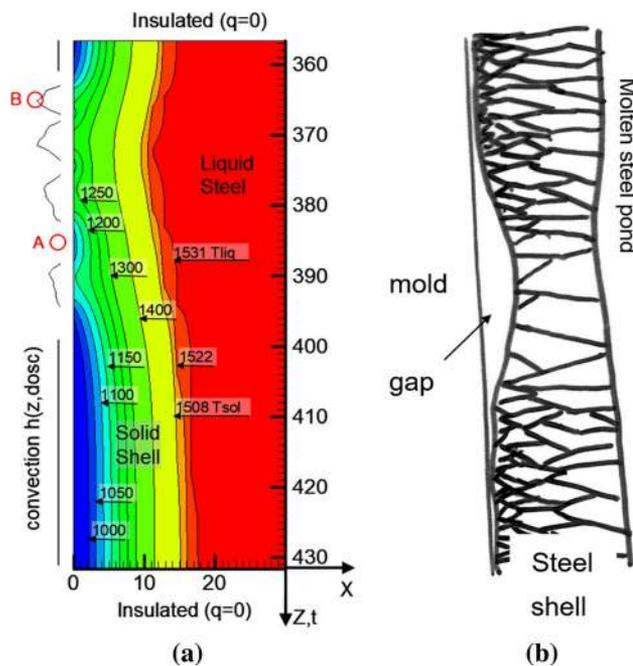 Insulated (q=0)
360
B
370
Liquid
Steel
1250
380
1200
A
1531 Tliq
1300
390
1400
400
1150
1522
1100
1508 Tsol
410
Solid
Shell
1050
420
1000
430
convection h(z,dosc)
0
10
20
X
Insulated (q=0)
Z,t
(a)
Molten steel pond
mold
gap
Steel
shell
(b)